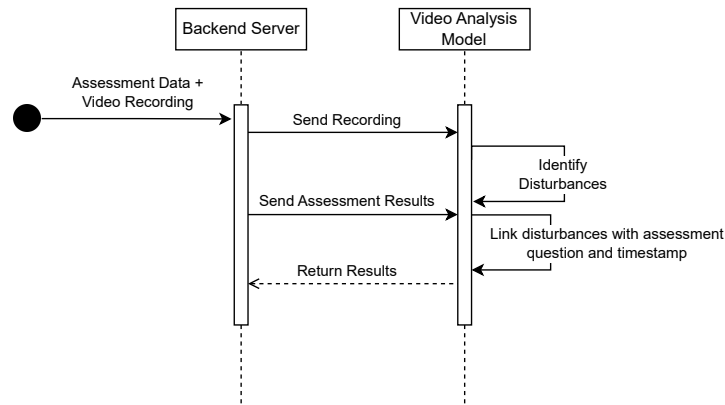 Backend Server
Video Analysis
Model
Assessment Data +
Video Recording
Send Recording
Identify
Disturbances
Send Assessment Results
Link disturbances with assessment
question and timestamp
Return Results